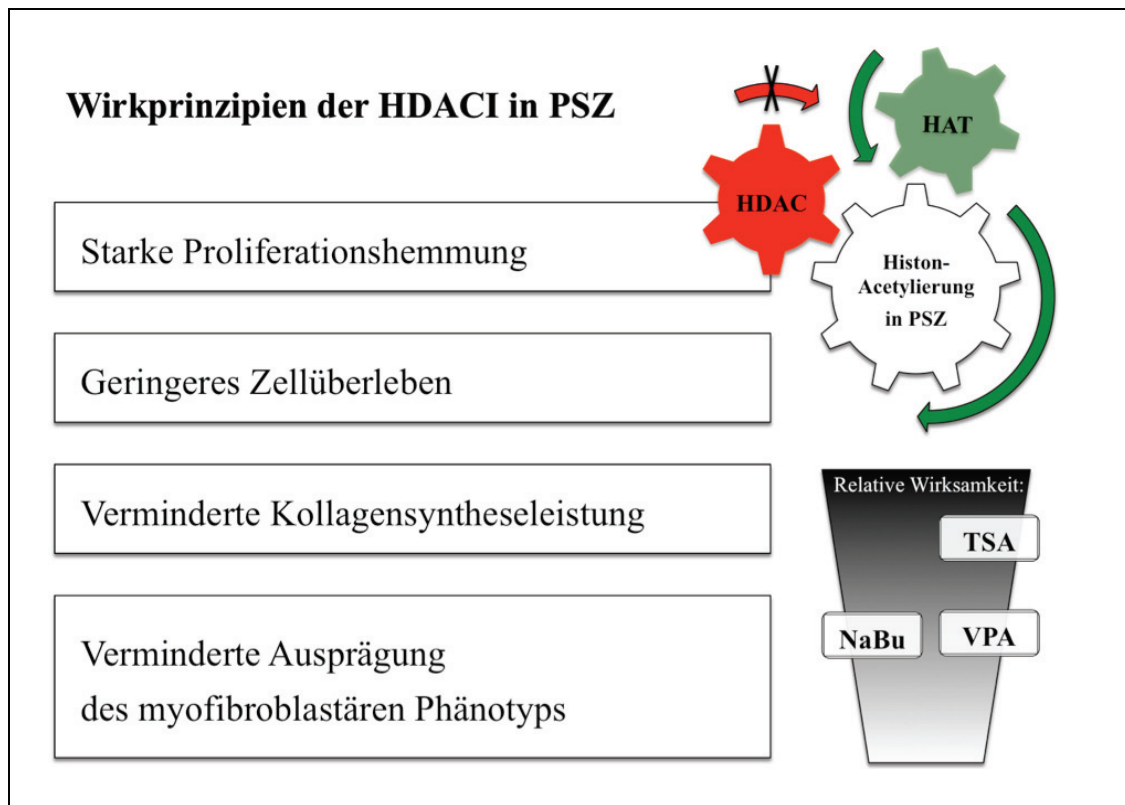 Wirkprinzipien der HDACI in PSZ
HAT
HDAC
Histon-
Acetylierung
in PSZ
Starke Proliferationshemmung
Geringeres Zellüberleben
Verminderte Kollagensyntheseleistung
Verminderte Ausprägung
des myofibroblastären Phänotyps
Relative Wirksamkeit:
TSA
NaBu
VPA